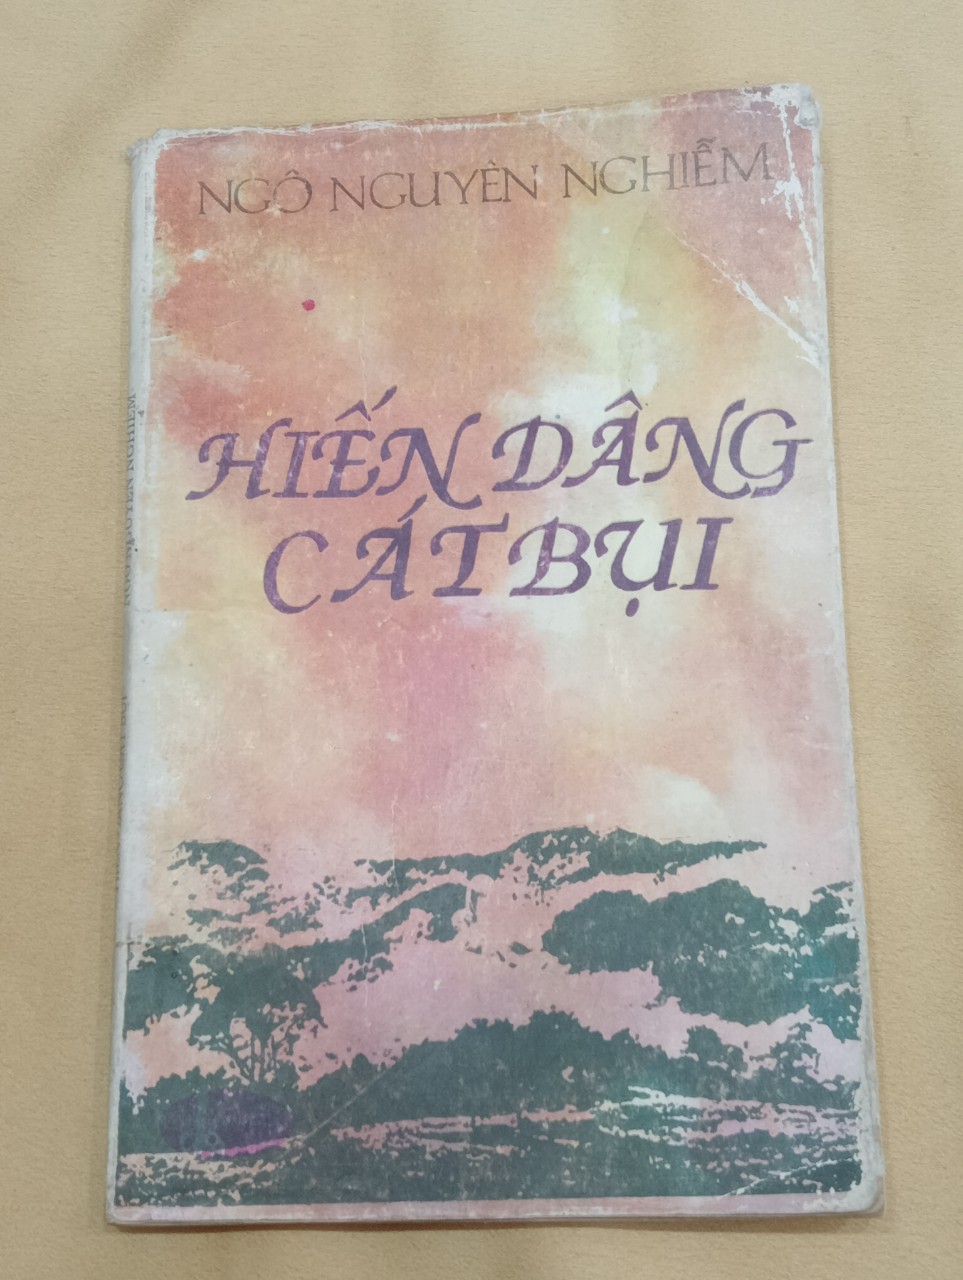 NGÔ NGUYÊN NGHIỄM
HIẾN DÂNG
CÁT BỤI